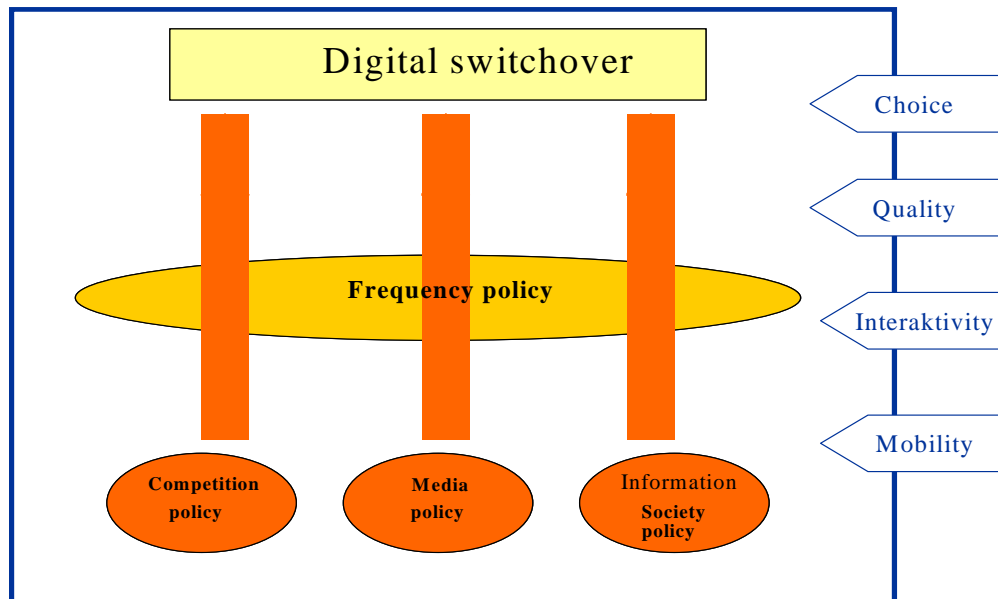 Digital switchover
Choice
Quality
Frequency policy
Interaktivity
Mobility
Competition
policy
Media
policy
Information
Society
policy